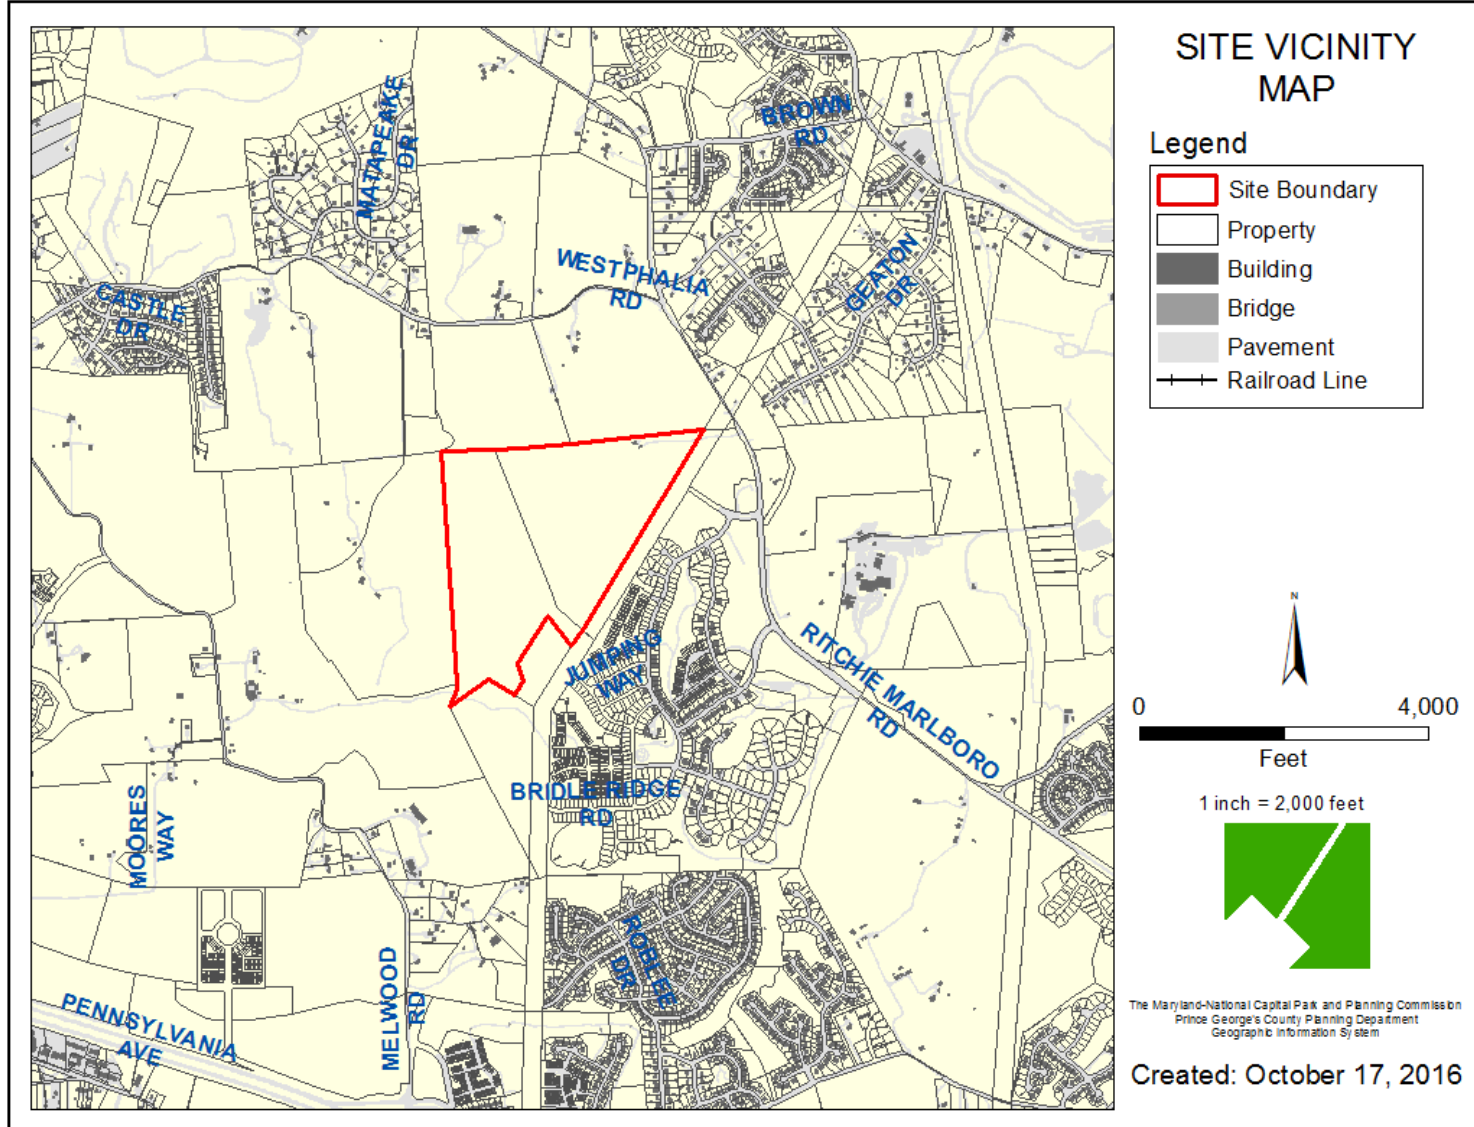 SITE VICINITY
MAP
Legend
Site Boundary
Property
Building
Bridge
Pavement
Railroad Line
N
0 4,000
Feet
1 inch = 2,000 feet
The Maryland-National Capital Park and Planning Commission
Prince George's County Planning Department
Geographic Information System
Created: October 17, 2016
MATAPEAKE
DR
BROWN
RD
WESTPHALIA
RD
GEATON
DR
CASTLE
DR
JUMPING
WAY
RITCHIE MARLBORO
RD
BRIDLE RIDGE
RD
MOORES
WAY
ROBLEE
DR
MELWOOD
RD
PENNSYLVANIA
AVE